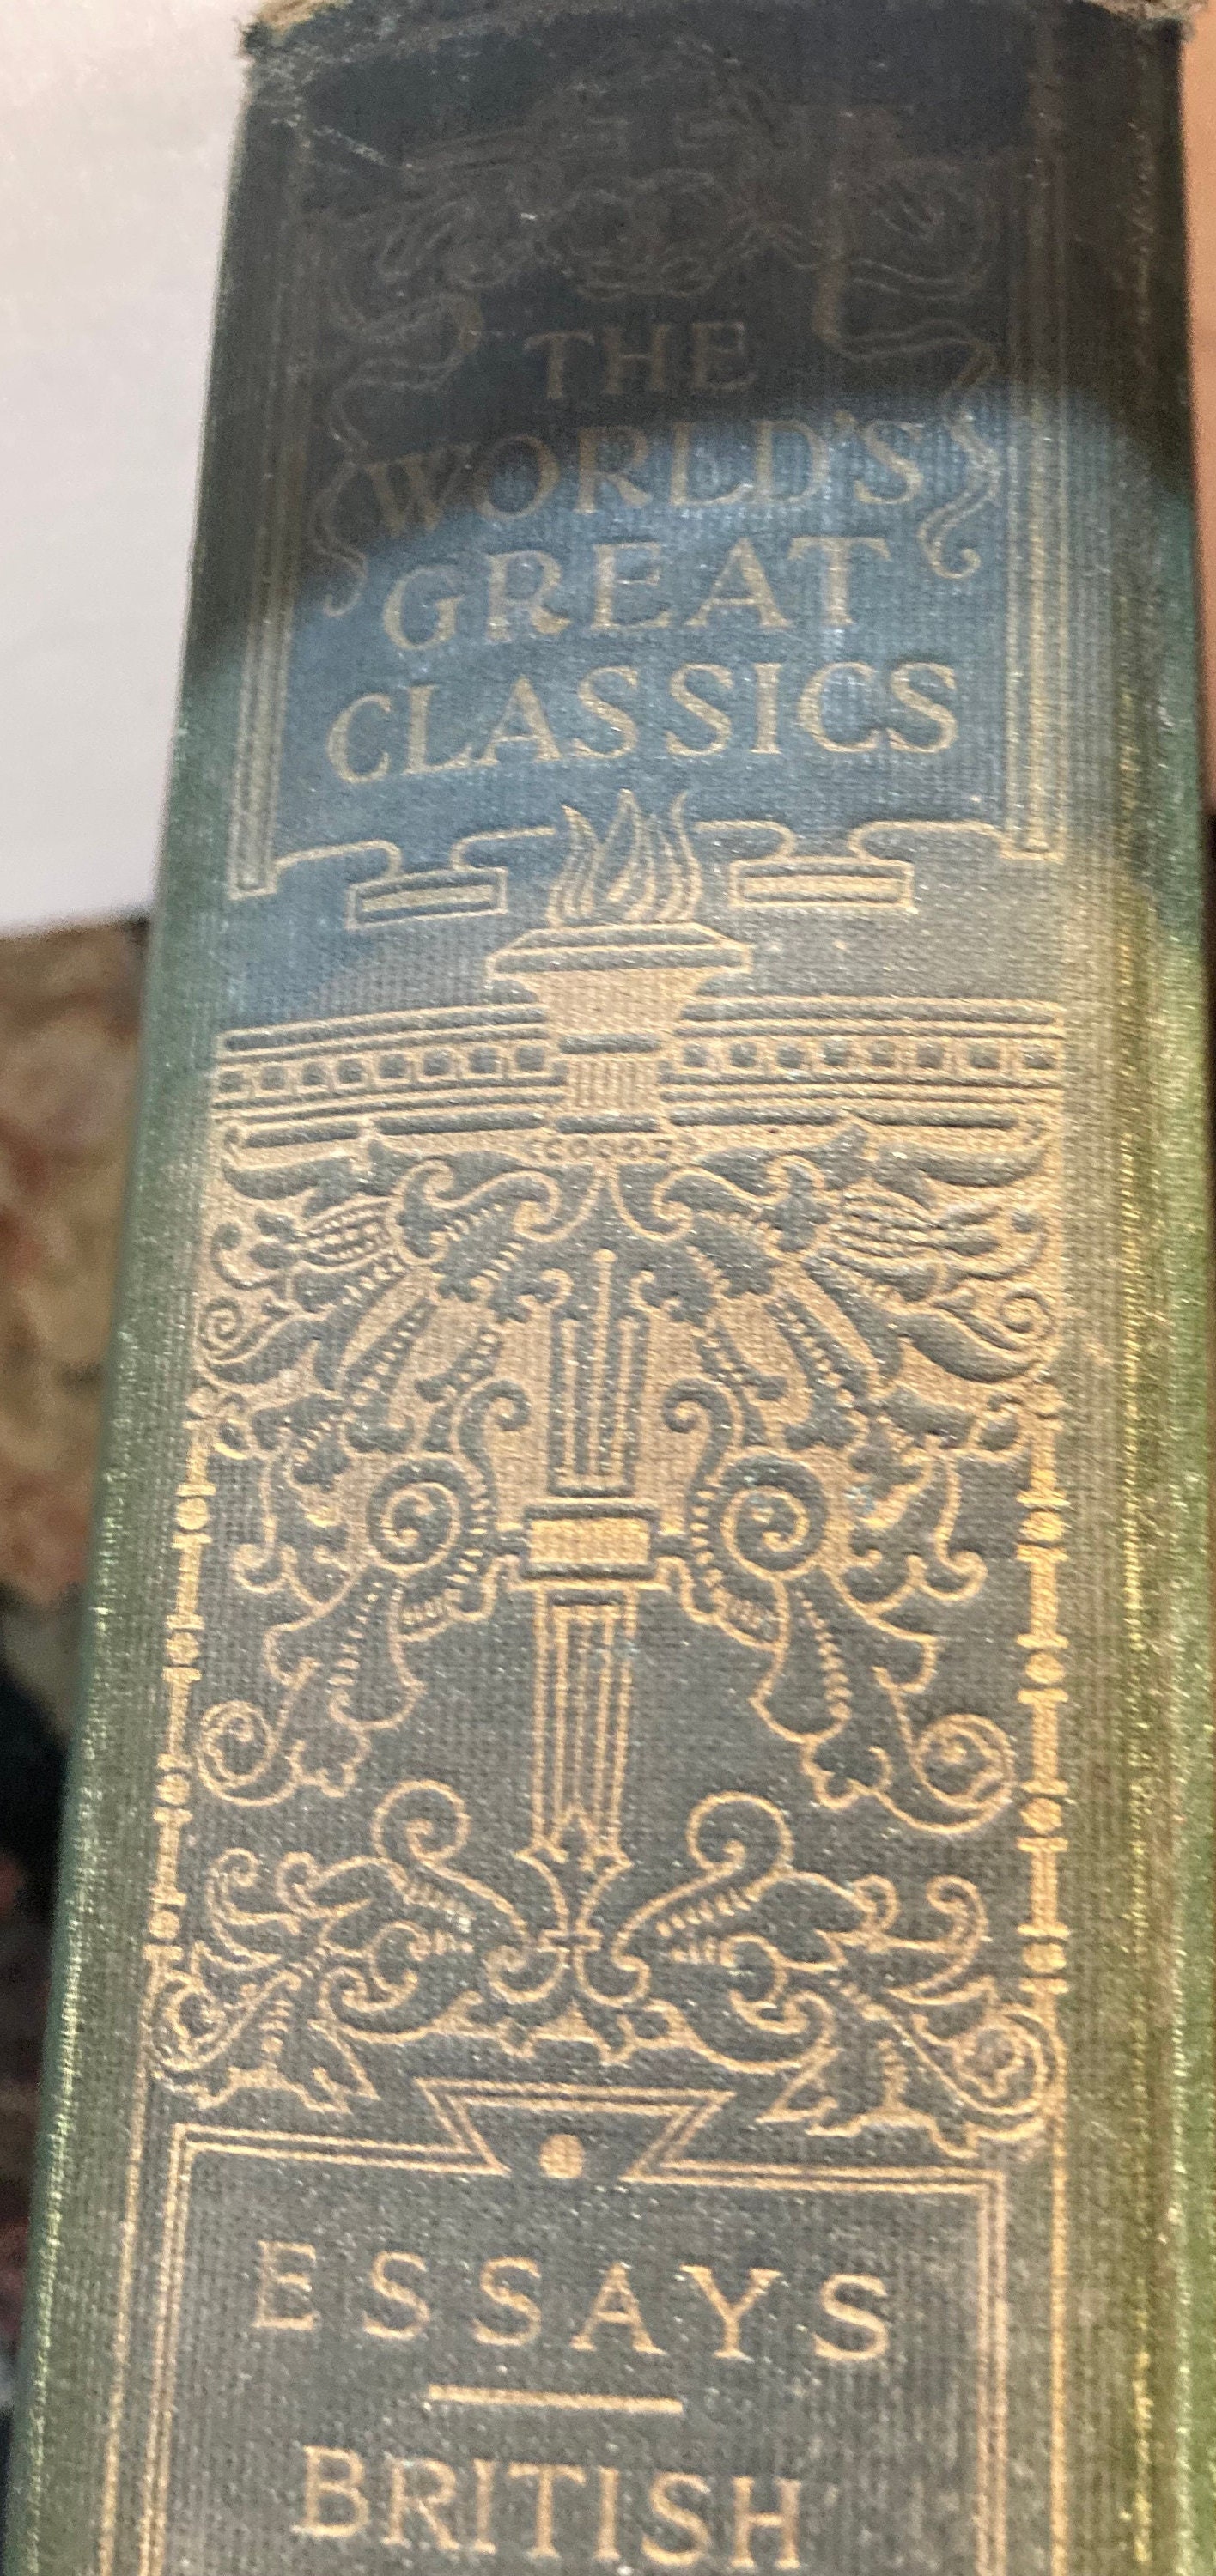 THE
WORLD'S
GREAT
CLASSICS
ESSAYS
BRITISH